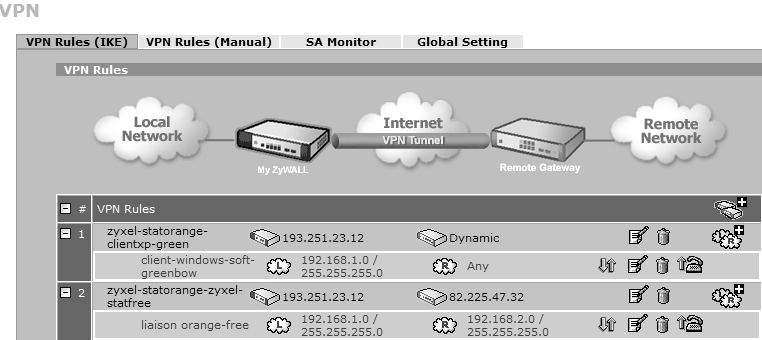 VPN
VPN Rules (IKE) VPN Rules (Manual) SA Monitor Global Setting
VPN Rules
Local Network
My ZyWALL
Internet
VPN Tunnel
Remote Gateway
Remote Network
# VPN Rules
1 zyxel-statorange-clientxp-green 193.251.23.12 Dynamic
client-windows-soft-greenbow L 192.168.1.0 / 255.255.255.0 R Any
2 zyxel-statorange-zyxel-statfree 193.251.23.12 82.225.47.32
liaison orange-free L 192.168.1.0 / 255.255.255.0 R 192.168.2.0 / 255.255.255.0